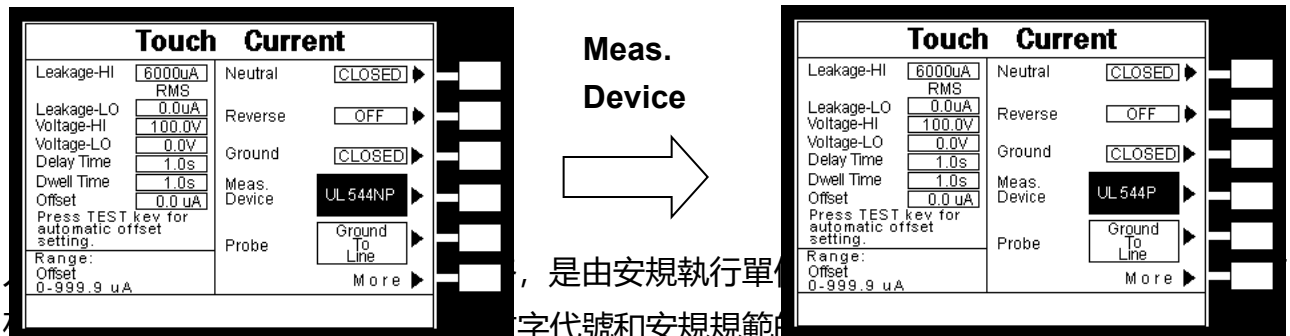 Touch Current
Leakage-HI 6000uA
RMS
Leakage-LO 0.0uA
Voltage-HI 100.0V
Voltage-LO 0.0V
Delay Time 1.0s
Dwell Time 1.0s
Offset 0.0 uA
Press TEST key for
automatic offset
setting.
Range:
Offset
0-999.9 uA
Neutral CLOSED
Reverse OFF
Ground CLOSED
Meas.
Device UL544NP
Probe Ground
To
Line
More
Meas.
Device
Touch Current
Leakage-HI 6000uA
RMS
Leakage-LO 0.0uA
Voltage-HI 100.0V
Voltage-LO 0.0V
Delay Time 1.0s
Dwell Time 1.0s
Offset 0.0 uA
Press TEST key for
automatic offset
setting.
Range:
Offset
0-999.9 uA
Neutral CLOSED
Reverse OFF
Ground CLOSED
Meas.
Device UL544P
Probe Ground
To
Line
More
,是由安規執行單
字代號和安規規範